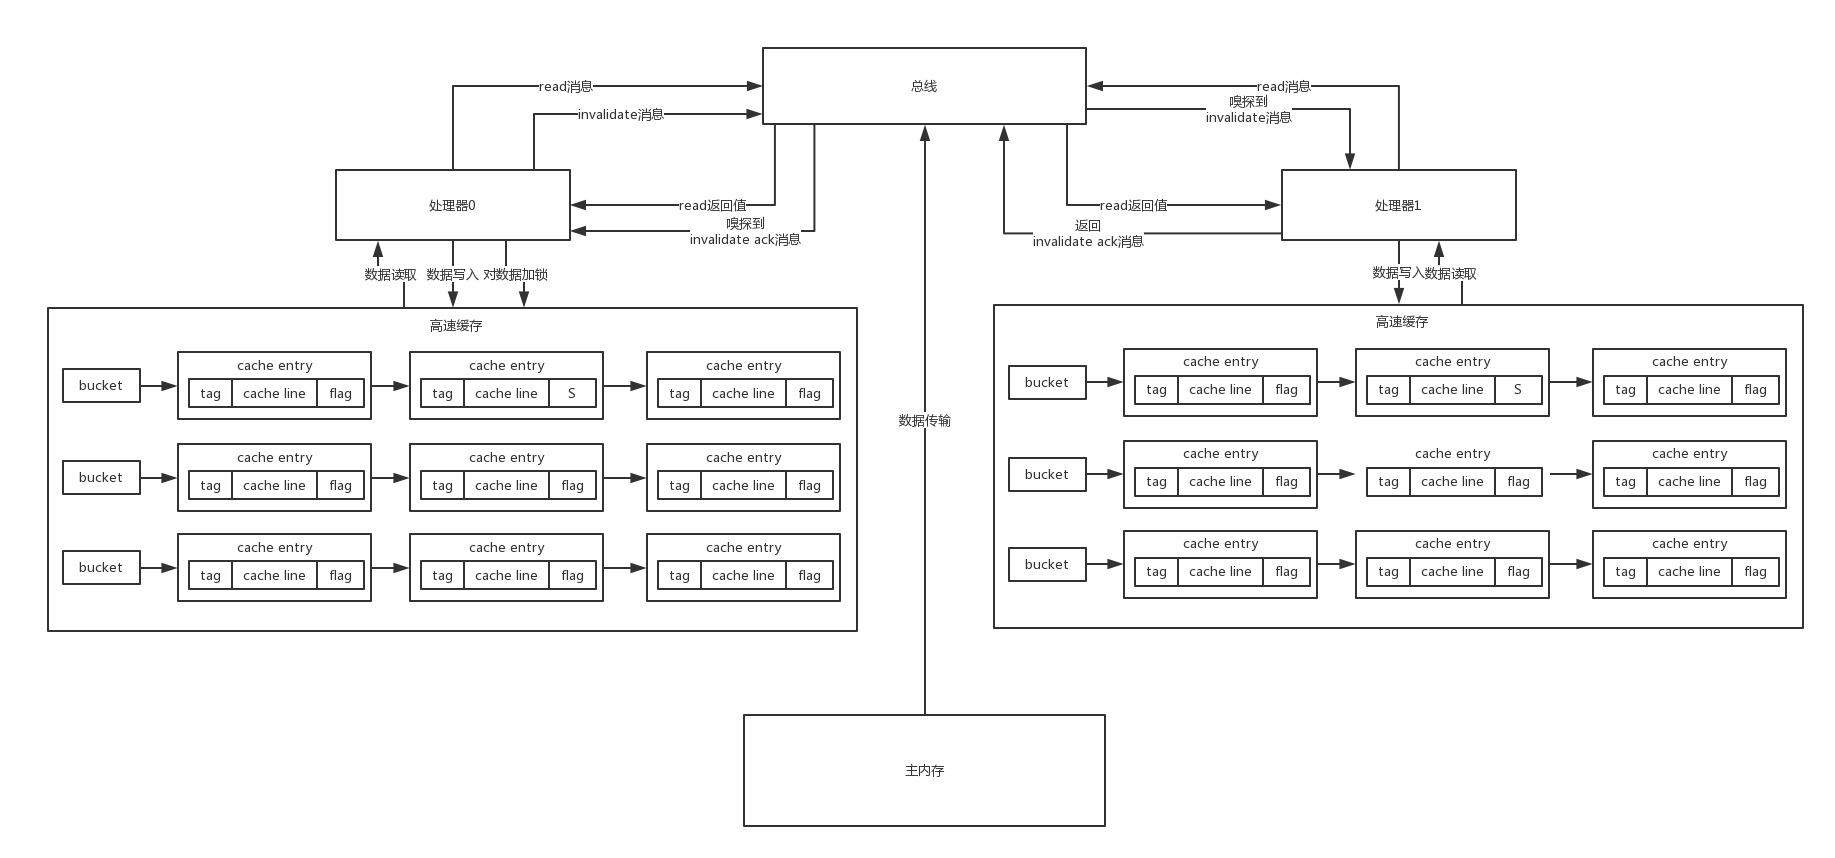 总线
read消息
invalidate消息
read消息
嗅探到
invalidate消息
处理器0
read返回值
嗅探到
invalidate ack消息
read返回值
返回
invalidate ack消息
处理器1
数据读取
数据写入
对数据加锁
数据写入
数据读取
高速缓存
cache entry
cache entry
cache entry
bucket
tag
cache line
flag
tag
cache line
S
tag
cache line
flag
cache entry
cache entry
cache entry
bucket
tag
cache line
flag
tag
cache line
flag
tag
cache line
flag
cache entry
cache entry
cache entry
bucket
tag
cache line
flag
tag
cache line
flag
tag
cache line
flag
数据传输
高速缓存
cache entry
cache entry
cache entry
bucket
tag
cache line
flag
tag
cache line
S
tag
cache line
flag
cache entry
cache entry
cache entry
bucket
tag
cache line
flag
tag
cache line
flag
tag
cache line
flag
cache entry
cache entry
cache entry
bucket
tag
cache line
flag
tag
cache line
flag
tag
cache line
flag
主内存